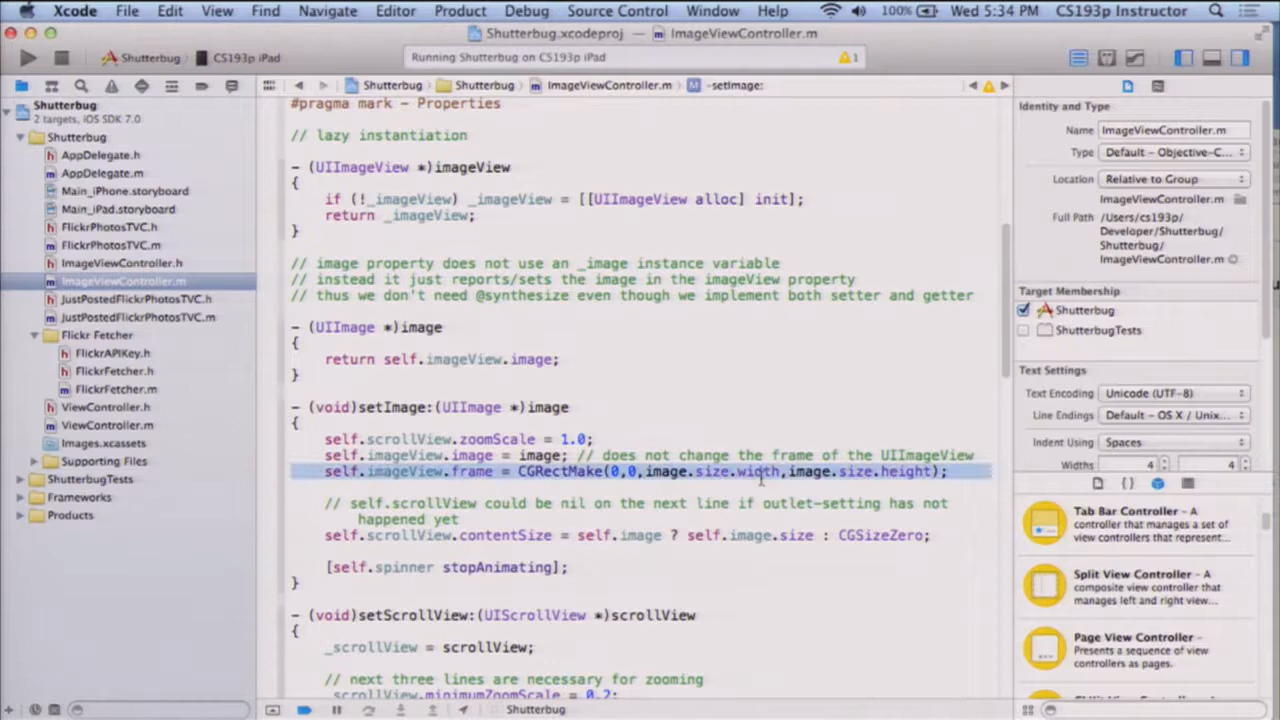 Xcode File Edit View Find Navigate Editor Product Debug Source Control Window Help 100% Wed 5:34 PM CS193p Instructor
Shutterbug.xcodeproj — ImageViewController.m
Shutterbug CS193p iPad
Running Shutterbug on CS193p iPad
1
Shutterbug
2 targets, iOS SDK 7.0
Shutterbug
AppDelegate.h
AppDelegate.m
Main_iPhone.storyboard
Main_iPad.storyboard
FlickrPhotosTVC.h
FlickrPhotosTVC.m
ImageViewController.h
ImageViewController.m
JustPostedFlickrPhotosTVC.h
JustPostedFlickrPhotosTVC.m
Flickr Fetcher
FlickrAPIKey.h
FlickrFetcher.h
FlickrFetcher.m
ViewController.h
ViewController.m
Images.xcassets
Supporting Files
ShutterbugTests
Frameworks
Products
Shutterbug Shutterbug ImageViewController.m -setImage:
#pragma mark - Properties
// lazy instantiation
- (UIImageView *)imageView
{
if (!_imageView) _imageView = [[UIImageView alloc] init];
return _imageView;
}
// image property does not use an _image instance variable
// instead it just reports/sets the image in the imageView property
// thus we don't need @synthesize even though we implement both setter and getter
- (UIImage *)image
{
return self.imageView.image;
}
- (void)setImage:(UIImage *)image
{
self.scrollView.zoomScale = 1.0;
self.imageView.image = image; // does not change the frame of the UIImageView
self.imageView.frame = CGRectMake(0,0,image.size.width,image.size.height);
// self.scrollView could be nil on the next line if outlet-setting has not
happened yet
self.scrollView.contentSize = self.image ? self.image.size : CGSizeZero;
[self.spinner stopAnimating];
}
- (void)setScrollView:(UIScrollView *)scrollView
{
_scrollView = scrollView;
// next three lines are necessary for zooming
_scrollView.minimumZoomScale = 0.2;
Shutterbug
Identity and Type
Name ImageViewController.m
Type Default - Objective-C...
Location Relative to Group
ImageViewController.m
Full Path /Users/cs193p/
Developer/Shutterbug/
Shutterbug/
ImageViewController.m
Target Membership
Shutterbug
ShutterbugTests
Text Settings
Text Encoding Unicode (UTF-8)
Line Endings Default - OS X / Unix...
Indent Using Spaces
Widths 4 4
{ }
Tab Bar Controller - A
controller that manages a set of
view controllers that represent...
Split View Controller - A
composite view controller that
manages left and right view...
Page View Controller -
Presents a sequence of view
controllers as pages.